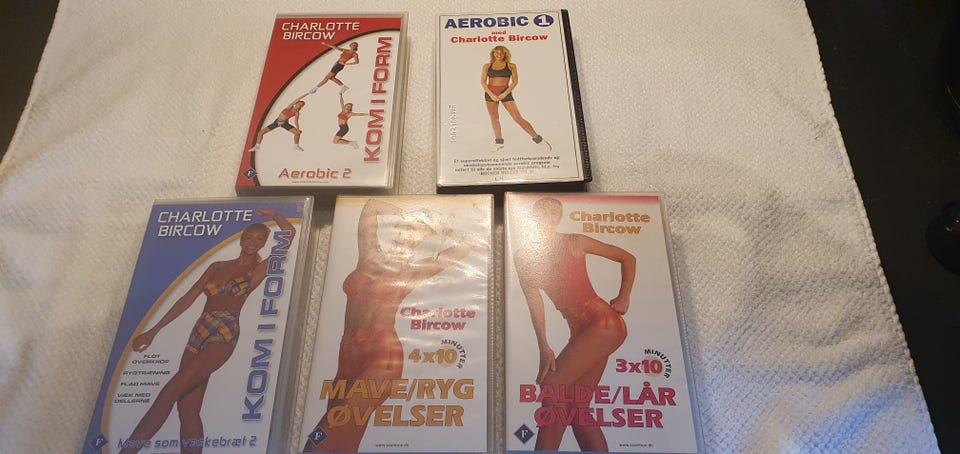 CHARLOTTE
BIRCOW
KOM I FORM
Aerobic 2
AEROBIC 1
med
Charlotte Bircow
CHARLOTTE
BIRCOW
KOM I FORM
FLOT
OVERKROP
RYGTRÆNING
FLAD MAVE
VÆK MED
DELLERNE
Mave som vaskebræt 2
F
Charlotte
Bircow
4x10
MINUTTER
MAVE/RYG
ØVELSER
F
Charlotte
Bircow
3x10
MINUTTER
BALDE/LÅR
ØVELSER
F